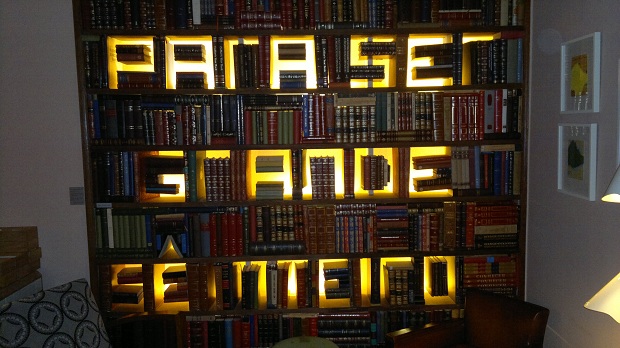 PARA SER
GRANDE
SÊ INTEIRO